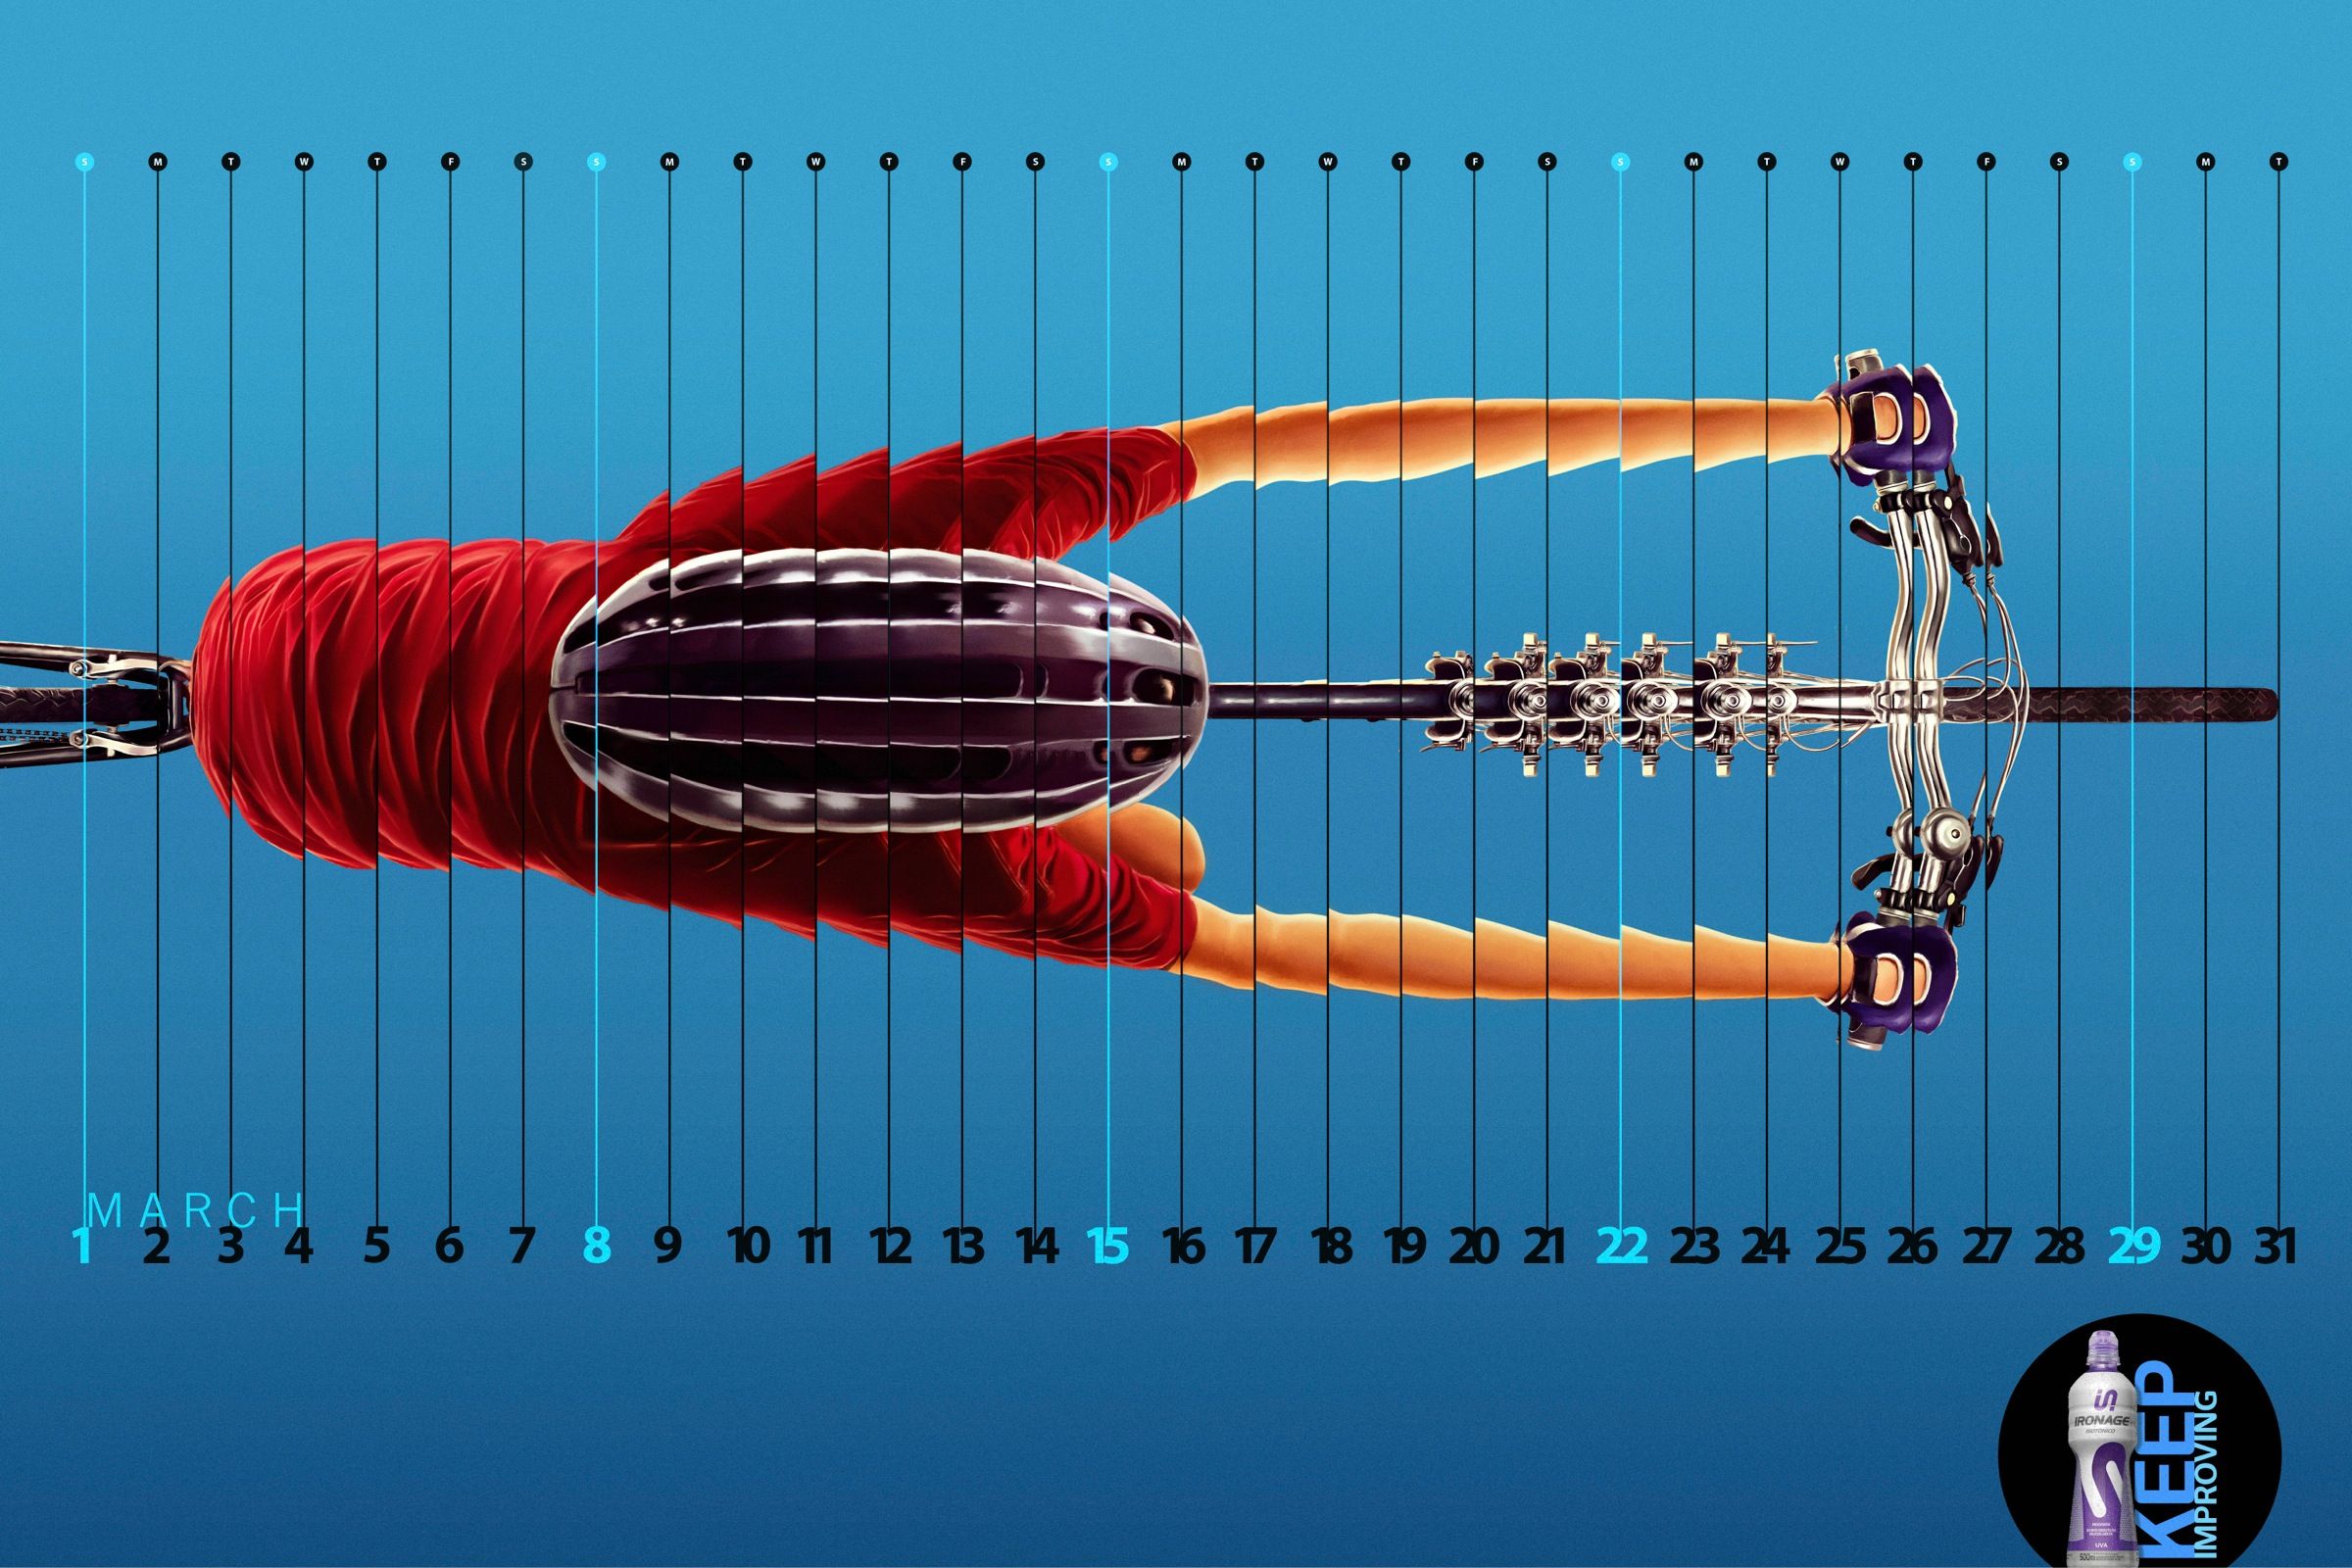 S M T W T F S S M T W T F S S M T W T F S S M T W T F S S M T
MARCH
1 2 3 4 5 6 7 8 9 10 11 12 13 14 15 16 17 18 19 20 21 22 23 24 25 26 27 28 29 30 31
IRONAGE
UVA
KEEP
IMPROVING